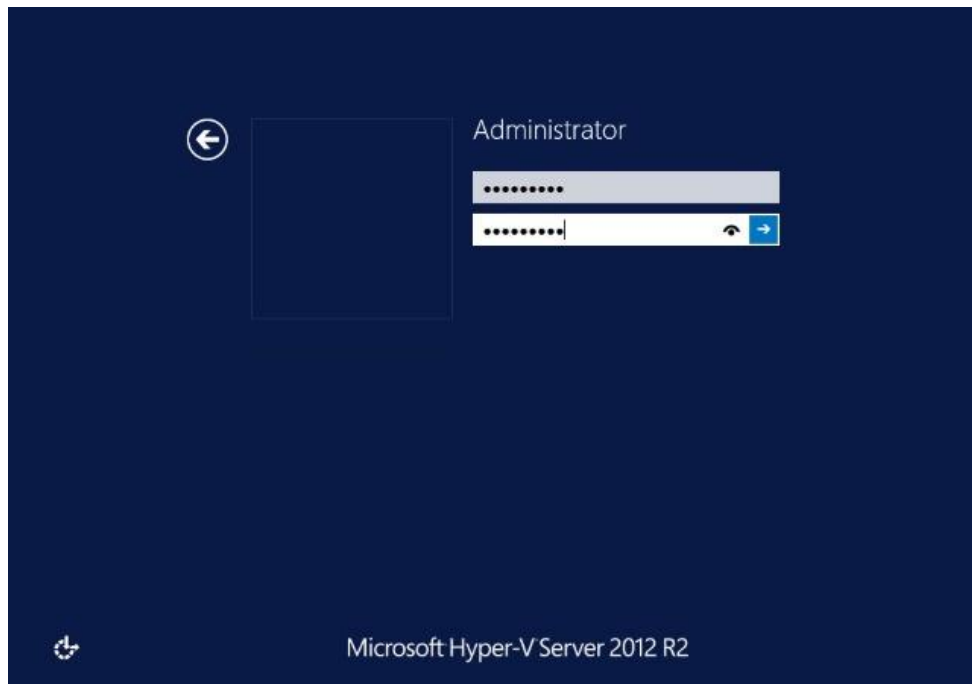 Administrator
•••••••••
•••••••••
Microsoft Hyper-V Server 2012 R2